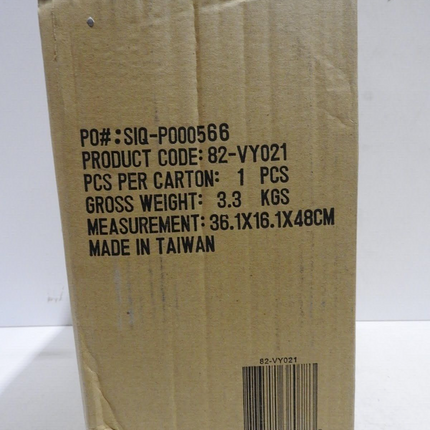 PO#:SIQ-P000566
PRODUCT CODE: 82-VY021
PCS PER CARTON: 1 PCS
GROSS WEIGHT: 3.3 KGS
MEASUREMENT: 36.1X16.1X48CM
MADE IN TAIWAN
82-VY021